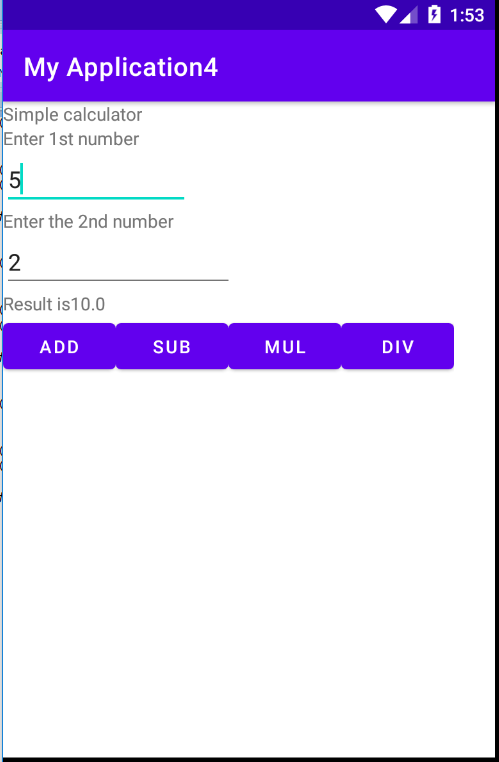 1:53
My Application4
Simple calculator
Enter 1st number
5
Enter the 2nd number
2
Result is10.0
ADD SUB MUL DIV